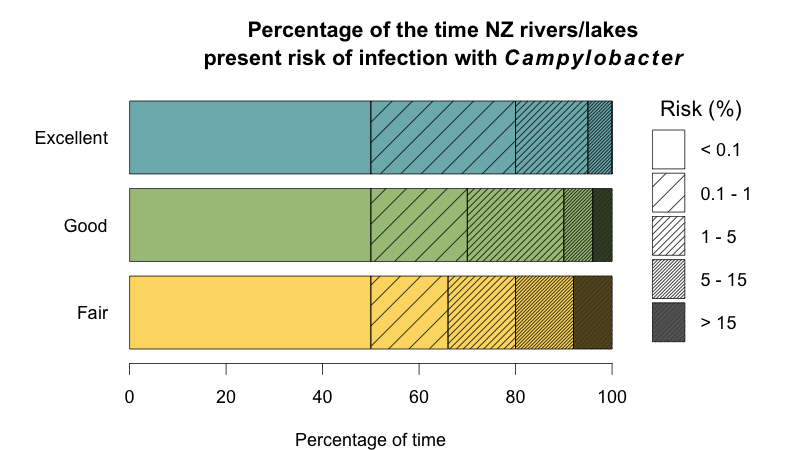 Percentage of the time NZ rivers/lakes
present risk of infection with Campylobacter
Risk (%)
< 0.1
0.1 - 1
1 - 5
5 - 15
> 15
Excellent
Good
Fair
0 20 40 60 80 100
Percentage of time